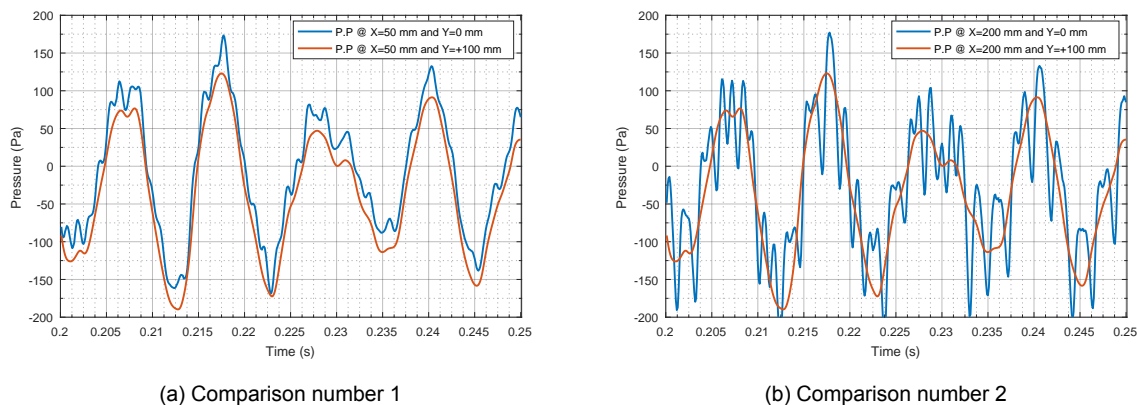 200
150
100
50
0
-50
-100
-150
-200
Pressure (Pa)
P.P @ X=50 mm and Y=0 mm
P.P @ X=50 mm and Y=+100 mm
0.2 0.205 0.21 0.215 0.22 0.225 0.23 0.235 0.24 0.245 0.25
Time (s)
(a) Comparison number 1
200
150
100
50
0
-50
-100
-150
-200
Pressure (Pa)
P.P @ X=200 mm and Y=0 mm
P.P @ X=200 mm and Y=+100 mm
0.2 0.205 0.21 0.215 0.22 0.225 0.23 0.235 0.24 0.245 0.25
Time (s)
(b) Comparison number 2